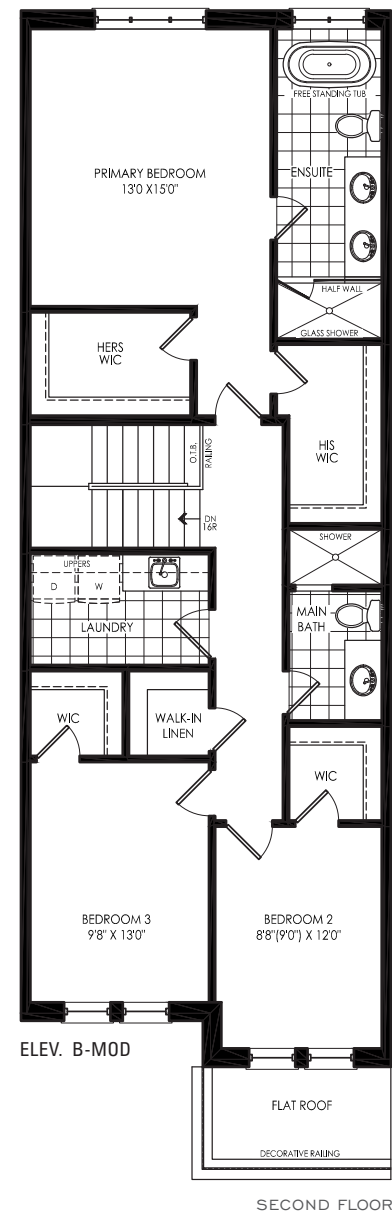 FREE STANDING TUB
PRIMARY BEDROOM
13'0 X15'0"
ENSUITE
HALF WALL
GLASS SHOWER
HERS
WIC
HIS
WIC
O.T.B.
RAILING
DN
16R
SHOWER
UPPERS
D
W
LAUNDRY
MAIN
BATH
WIC
WALK-IN
LINEN
WIC
BEDROOM 3
9'8" X 13'0"
BEDROOM 2
8'8"(9'0") X 12'0"
ELEV. B-MOD
FLAT ROOF
DECORATIVE RAILING
SECOND FLOOR